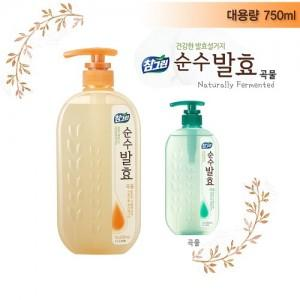 대용량 750ml
건강한 발효설거지
참그린
순수발효
곡물
Naturally Fermented
참그린
순수
발효
곡물
참그린
순수
발효
곡물